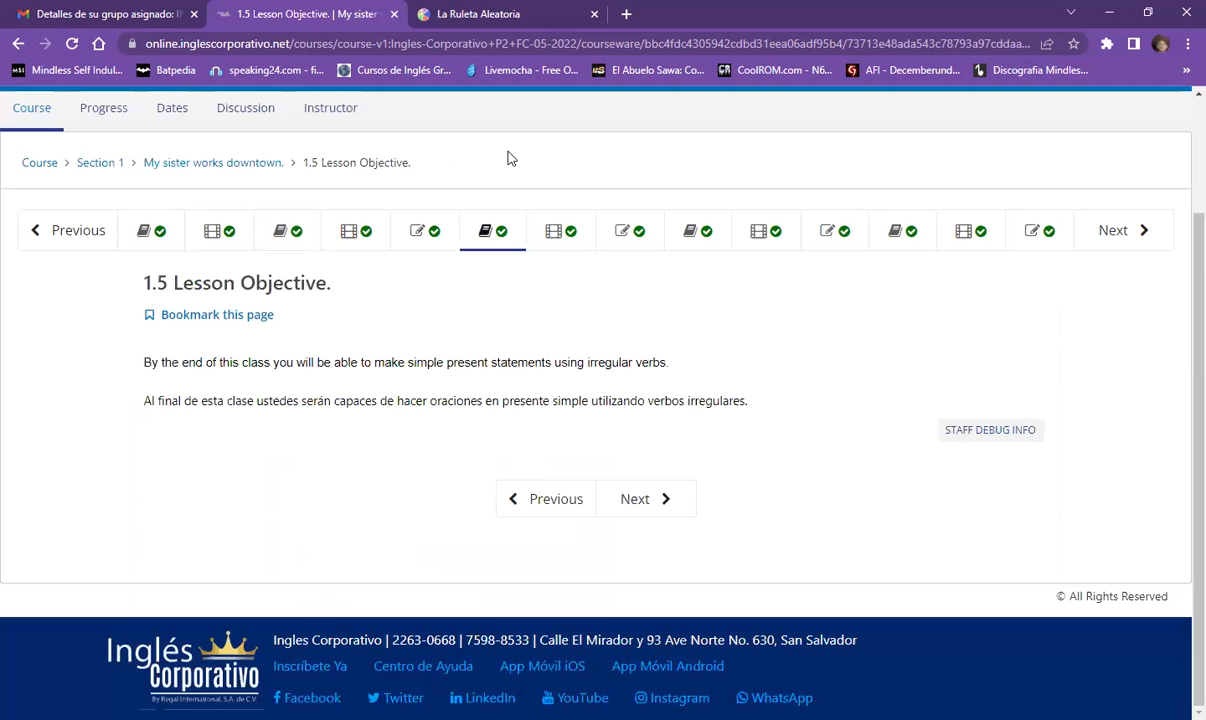 Detalles de su grupo asignado: I
1.5 Lesson Objective. | My sister
La Ruleta Aleatoria
online.inglescorporativo.net/courses/course-v1:Ingles-Corporativo+P2+FC-05-2022/courseware/bbc4fdc4305942cdbd31eea06adf95b4/73713e48ada543c78793a97cddaa...
Mindless Self Indul...
Batpedia
speaking24.com - fi...
Cursos de Inglés Gr...
Livemocha - Free O...
El Abuelo Sawa: Co...
CoolROM.com - N6...
AFI - Decemberund...
Discografia Mindles...
Course
Progress
Dates
Discussion
Instructor
Course > Section 1 > My sister works downtown. > 1.5 Lesson Objective.
Previous
Next
1.5 Lesson Objective.
Bookmark this page
By the end of this class you will be able to make simple present statements using irregular verbs.
Al final de esta clase ustedes serán capaces de hacer oraciones en presente simple utilizando verbos irregulares.
STAFF DEBUG INFO
Previous
Next
© All Rights Reserved
Inglés Corporativo
By Regal International, S.A. de C.V
Ingles Corporativo | 2263-0668 | 7598-8533 | Calle El Mirador y 93 Ave Norte No. 630, San Salvador
Inscríbete Ya
Centro de Ayuda
App Móvil iOS
App Móvil Android
Facebook
Twitter
LinkedIn
YouTube
Instagram
WhatsApp